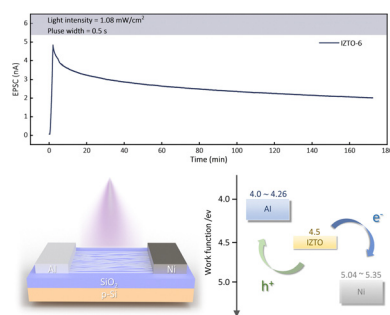 Light intensity = 1.08 mW/cm²
Pluse width = 0.5 s
IZTO-6
EPSC (nA)
6
5
4
3
2
1
0
0 20 40 60 80 100 120 140 160 180
Time (min)
Al
Ni
SiO₂
p-Si
Work function /ev
4.0
4.5
5.0
4.0 ~ 4.26
Al
4.5
IZTO
e⁻
h⁺
5.04 ~ 5.35
Ni